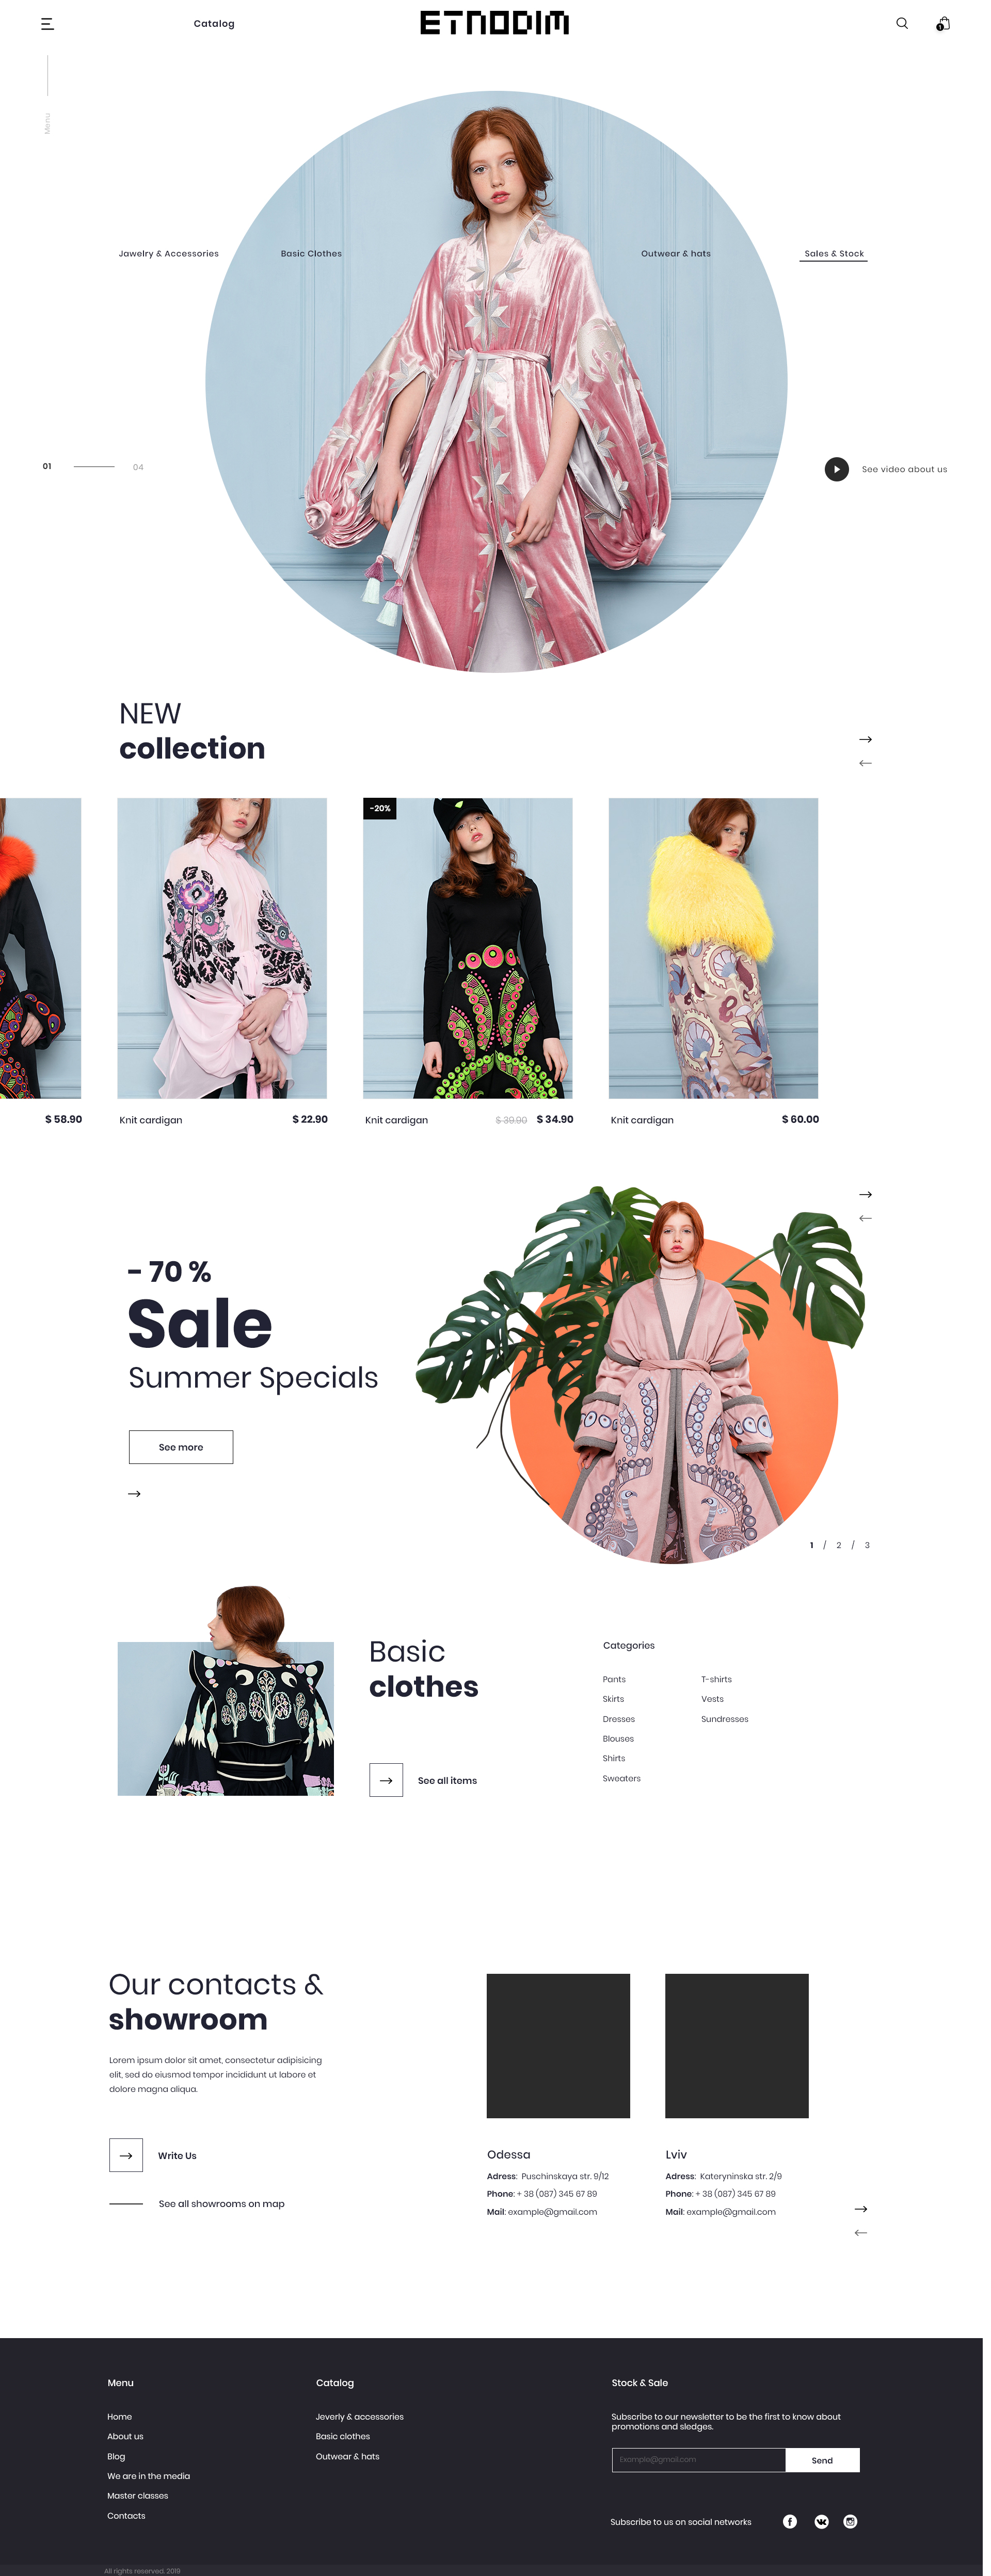 Catalog
ETNODIM
1
Menu
Jawelry & Accessories
Basic Clothes
Outwear & hats
Sales & Stock
01
04
See video about us
NEW
collection
-20%
$ 58.90
Knit cardigan
$ 22.90
Knit cardigan
$ 39.90
$ 34.90
Knit cardigan
$ 60.00
- 70 %
Sale
Summer Specials
See more
1 / 2 / 3
Basic
clothes
See all items
Categories
Pants
Skirts
Dresses
Blouses
Shirts
Sweaters
T-shirts
Vests
Sundresses
Our contacts &
showroom
Lorem ipsum dolor sit amet, consectetur adipisicing
elit, sed do eiusmod tempor incididunt ut labore et
dolore magna aliqua.
Write Us
See all showrooms on map
Odessa
Adress: Puschinskaya str. 9/12
Phone: + 38 (087) 345 67 89
Mail: example@gmail.com
Lviv
Adress: Kateryninska str. 2/9
Phone: + 38 (087) 345 67 89
Mail: example@gmail.com
Menu
Home
About us
Blog
We are in the media
Master classes
Contacts
Catalog
Jeverly & accessories
Basic clothes
Outwear & hats
Stock & Sale
Subscribe to our newsletter to be the first to know about
promotions and sledges.
Example@gmail.com
Send
Subscribe to us on social networks
All rights reserved. 2019